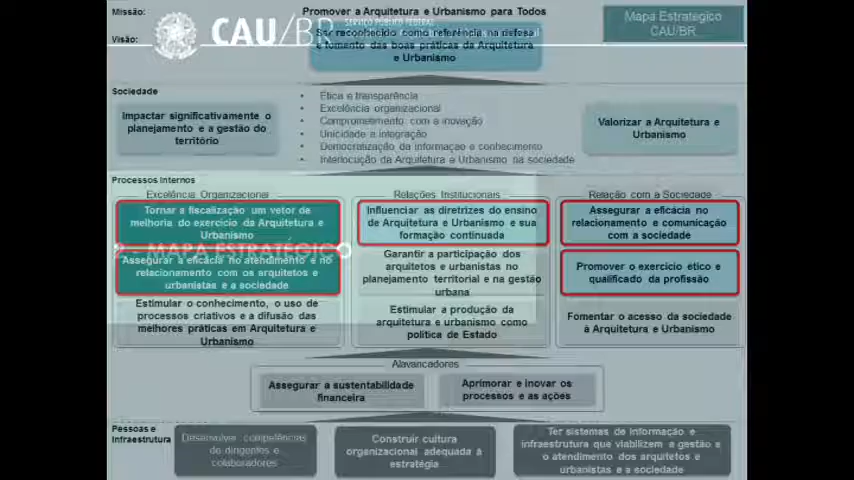 Missão:
Promover a Arquitetura e Urbanismo para Todos
Mapa Estratégico
CAU/BR
SERVIÇO PÚBLICO FEDERAL
CAU/BR
Visão:
Ser reconhecido como referência na defesa
e fomento das boas práticas da Arquitetura
e Urbanismo
Sociedade
Impactar significativamente o
planejamento e a gestão do
território
• Ética e transparência
• Excelência organizacional
• Comprometimento com a inovação
• Unicidade e integração
• Democratização da informação e conhecimento
• Interlocução da Arquitetura e Urbanismo na sociedade
Valorizar a Arquitetura e
Urbanismo
Processos Internos
Excelência Organizacional
Tornar a fiscalização um vetor de
melhoria do exercício da Arquitetura e
Urbanismo
2 - MAPA ESTRATÉGICO
Assegurar a eficácia no atendimento e no
relacionamento com os arquitetos e
urbanistas e a sociedade
Estimular o conhecimento, o uso de
processos criativos e a difusão das
melhores práticas em Arquitetura e
Urbanismo
Relações Institucionais
Influenciar as diretrizes do ensino
de Arquitetura e Urbanismo e sua
formação continuada
Garantir a participação dos
arquitetos e urbanistas no
planejamento territorial e na gestão
urbana
Estimular a produção da
arquitetura e urbanismo como
política de Estado
Relação com a Sociedade
Assegurar a eficácia no
relacionamento e comunicação
com a sociedade
Promover o exercício ético e
qualificado da profissão
Fomentar o acesso da sociedade
à Arquitetura e Urbanismo
Alavancadores
Assegurar a sustentabilidade
financeira
Aprimorar e inovar os
processos e as ações
Pessoas e
Infraestrutura
Desenvolver competências
de dirigentes e
colaboradores
Construir cultura
organizacional adequada à
estratégia
Ter sistemas de informação e
infraestrutura que viabilizem a gestão e
o atendimento dos arquitetos e
urbanistas e a sociedade